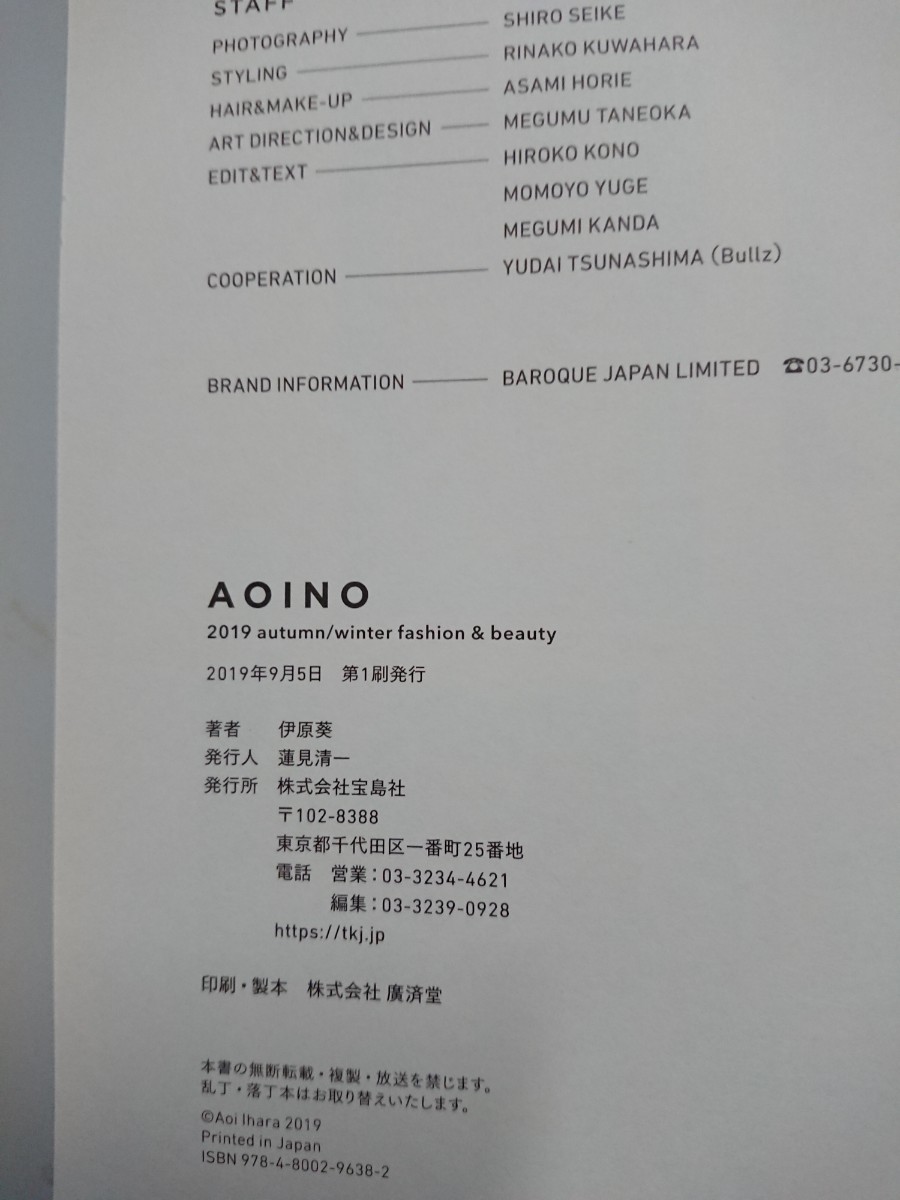 STAFF
PHOTOGRAPHY SHIRO SEIKE
STYLING RINAKO KUWAHARA
HAIR&MAKE-UP ASAMI HORIE
ART DIRECTION&DESIGN MEGUMU TANEOKA
EDIT&TEXT HIROKO KONO
MOMOYO YUGE
MEGUMI KANDA
COOPERATION YUDAI TSUNASHIMA（Bullz）
BRAND INFORMATION BAROQUE JAPAN LIMITED ☎03-6730-
AOINO
2019 autumn/winter fashion & beauty
2019年9月5日 第1刷発行
著者 伊原葵
発行人 蓮見清一
発行所 株式会社宝島社
〒102-8388
東京都千代田区一番町25番地
電話 営業：03-3234-4621
編集：03-3239-0928
https://tkj.jp
印刷・製本 株式会社 廣済堂
本書の無断転載・複製・放送を禁じます。
乱丁・落丁本はお取り替えいたします。
©Aoi Ihara 2019
Printed in Japan
ISBN 978-4-8002-9638-2